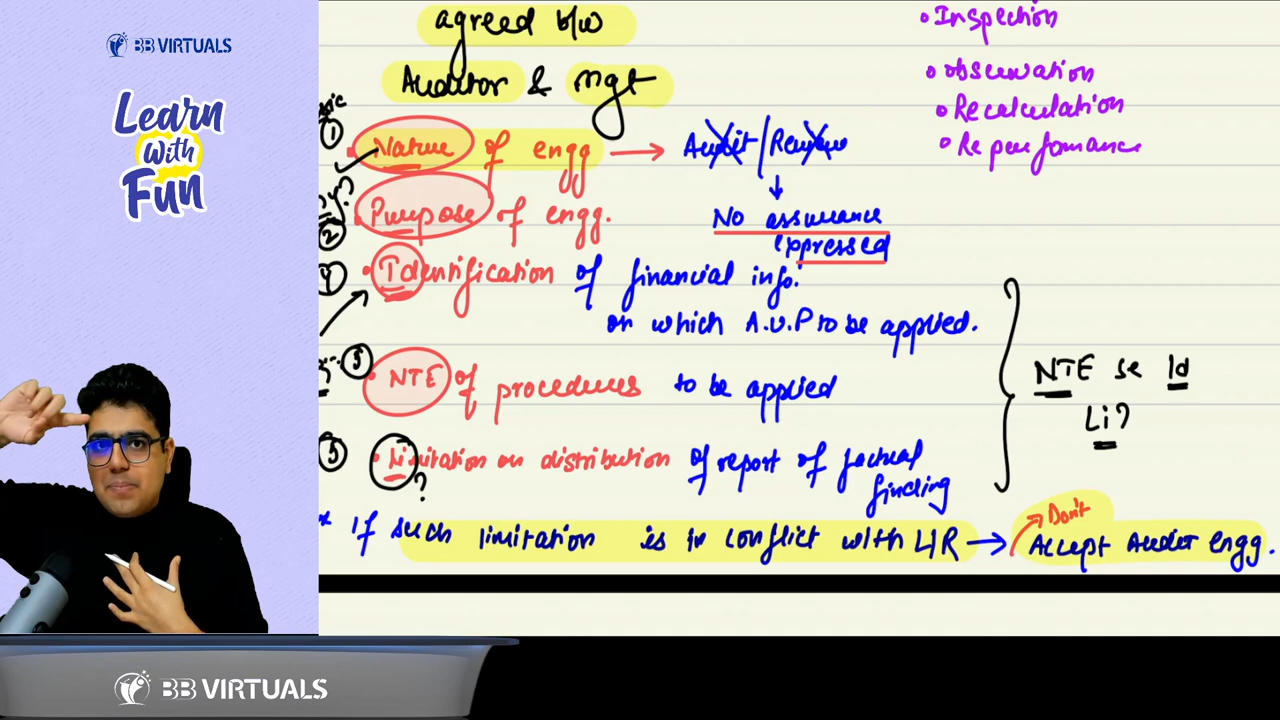 BB VIRTUALS
Learn
With
Fun
agreed b/w
Auditor & mgt
① Nature of engg → Audit/Review
No assurance
expressed
② Purpose of engg.
④ Identification of financial info.
on which A.U.P to be applied.
⑤ NTE of procedures to be applied
Limitation on distribution of report of factual
finding
* If such limitation is in conflict with LIR → Don't
Accept Audit engg.
• Inspection
• Observation
• Recalculation
• Reperformance
NTE se Id
Li?
?
BB VIRTUALS